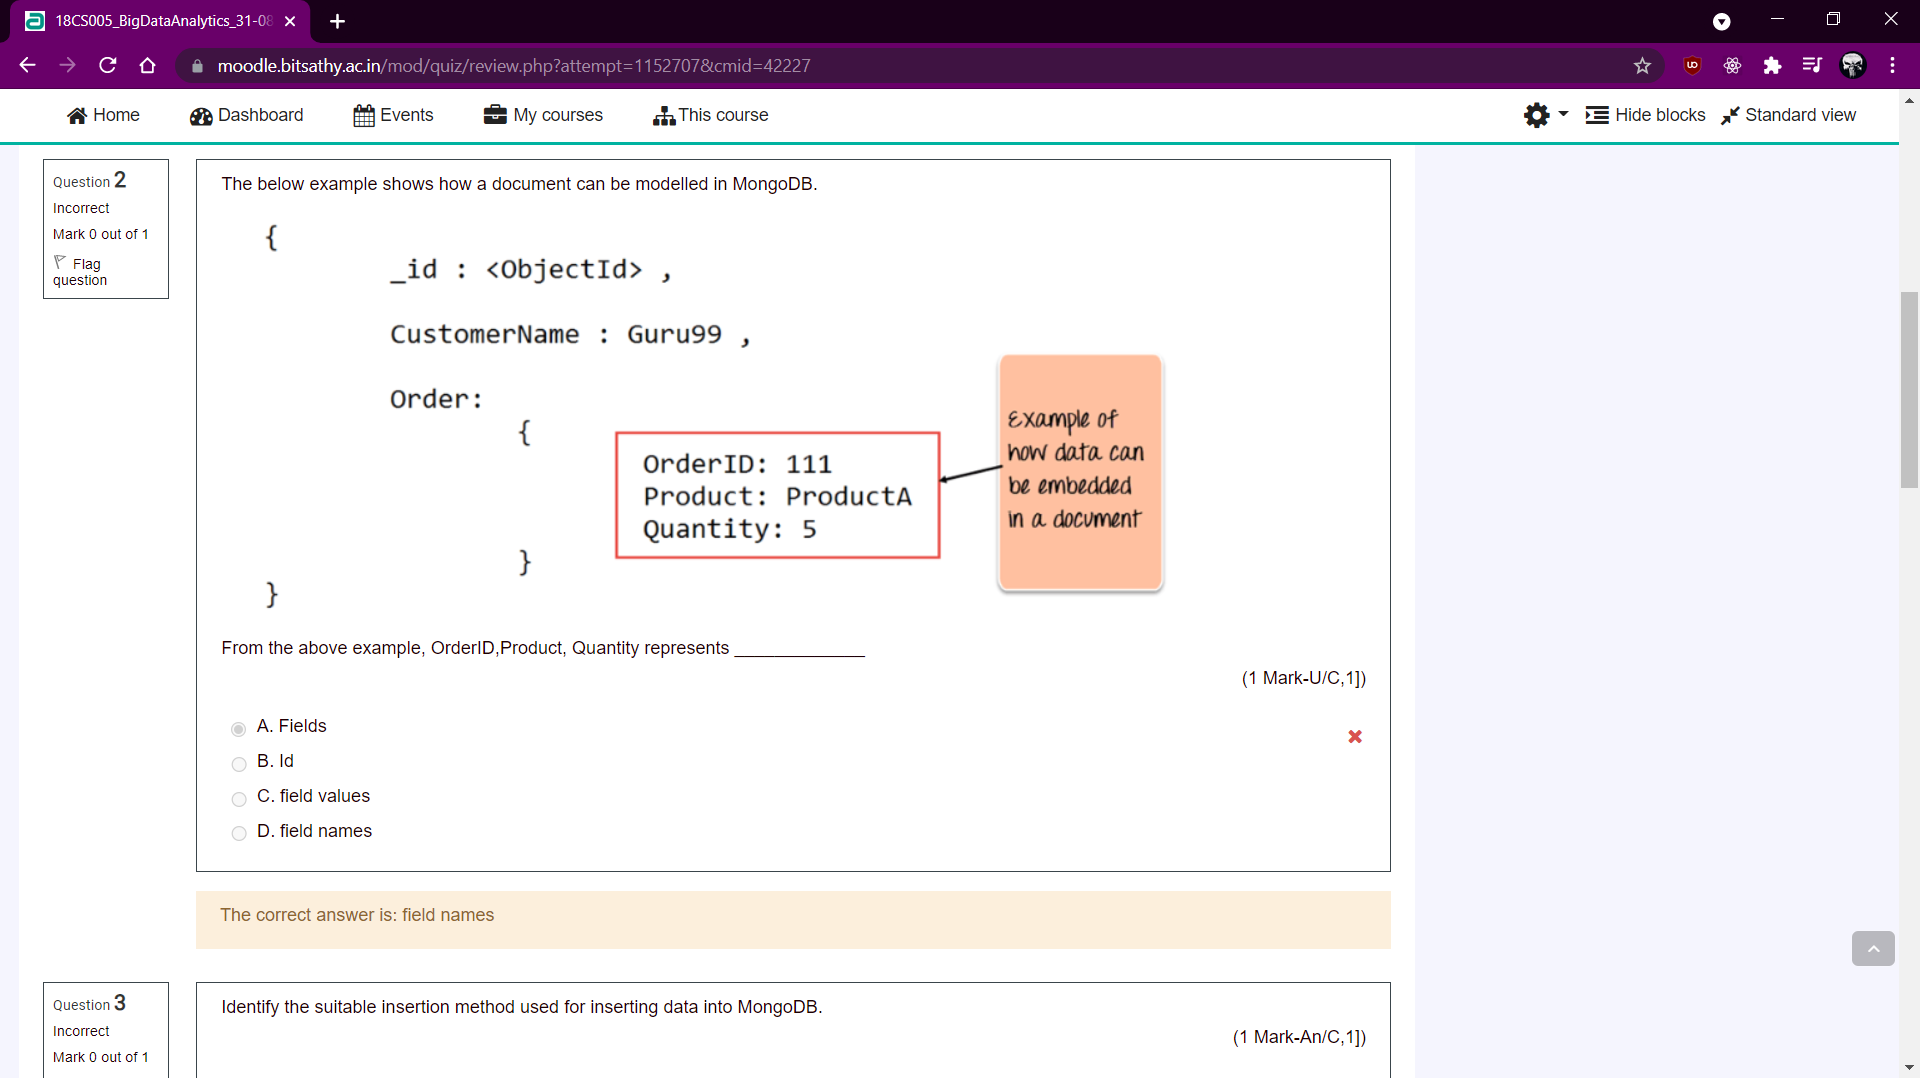 18CS005_BigDataAnalytics_31-08
moodle.bitsathy.ac.in/mod/quiz/review.php?attempt=1152707&cmid=42227
Home
Dashboard
Events
My courses
This course
Hide blocks
Standard view
Question 2
Incorrect
Mark 0 out of 1
Flag
question
The below example shows how a document can be modelled in MongoDB.
{
_id : <ObjectId> ,
CustomerName : Guru99 ,
Order:
{
OrderID: 111
Product: ProductA
Quantity: 5
}
}
Example of
how data can
be embedded
in a document
From the above example, OrderID,Product, Quantity represents _____________
(1 Mark-U/C,1])
A. Fields
B. Id
C. field values
D. field names
The correct answer is: field names
Question 3
Incorrect
Mark 0 out of 1
Identify the suitable insertion method used for inserting data into MongoDB.
(1 Mark-An/C,1])